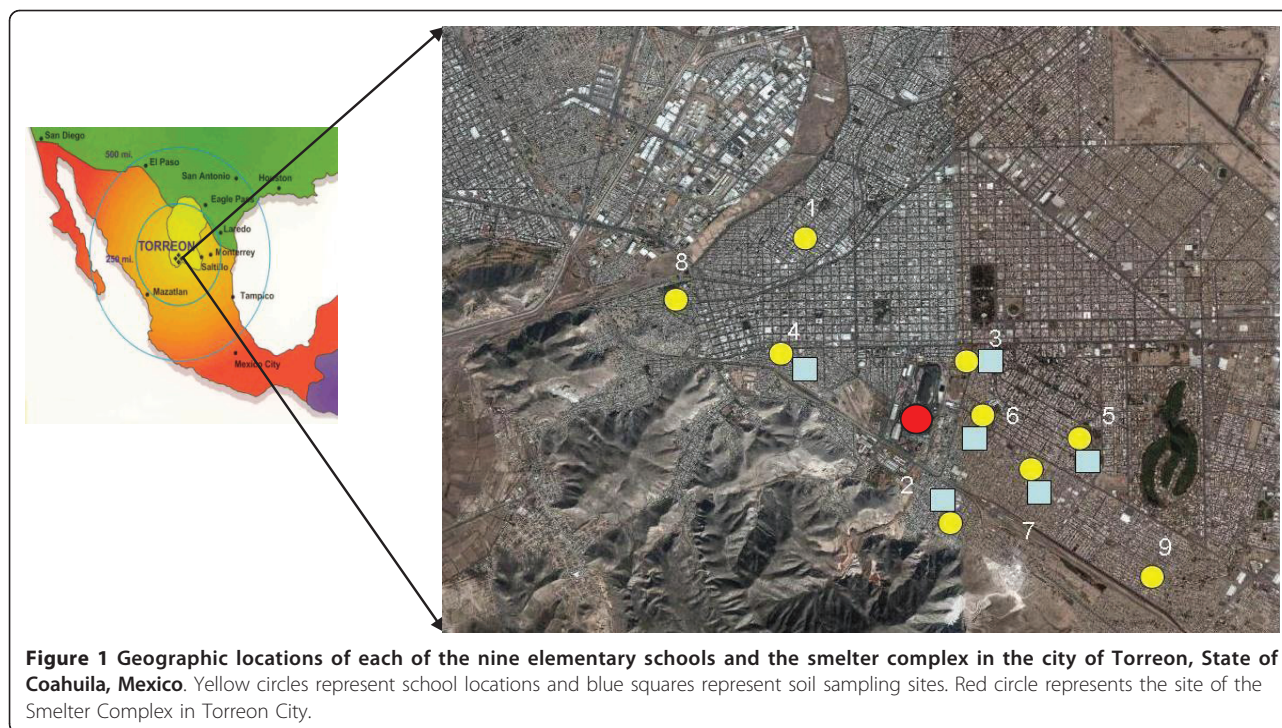 San Diego
500 mi.
El Paso
San Antonio
Houston
Eagle Pass
Laredo
TORREON
Monterrey
250 mi.
Saltillo
Mazatlan
Tampico
Mexico City
1
8
4
3
6
5
2
7
9
Figure 1 Geographic locations of each of the nine elementary schools and the smelter complex in the city of Torreon, State of
Coahuila, Mexico. Yellow circles represent school locations and blue squares represent soil sampling sites. Red circle represents the site of the
Smelter Complex in Torreon City.